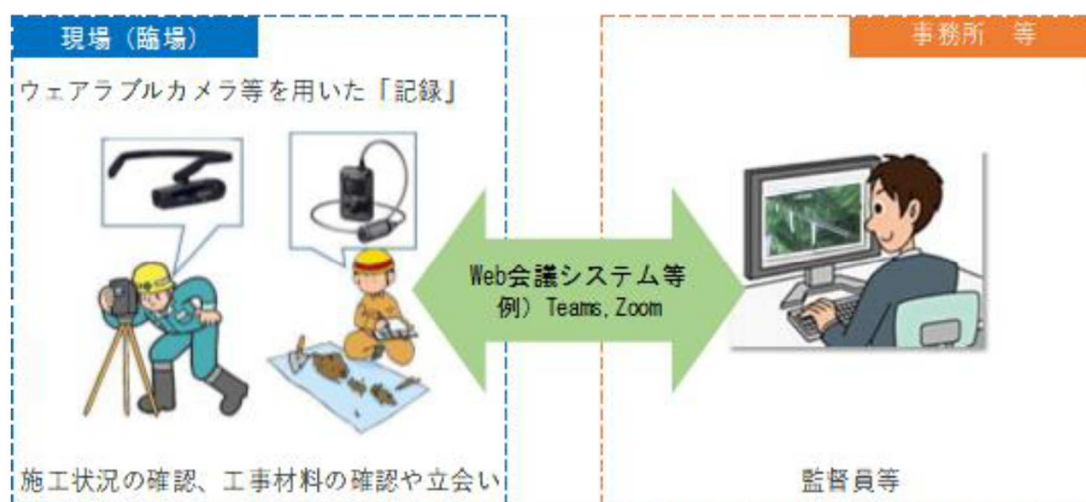 現場（臨場）
ウェアラブルカメラ等を用いた『記録』
施工状況の確認、工事材料の確認や立会い
Web会議システム等
例）Teams,Zoom
事務所　等
監督員等